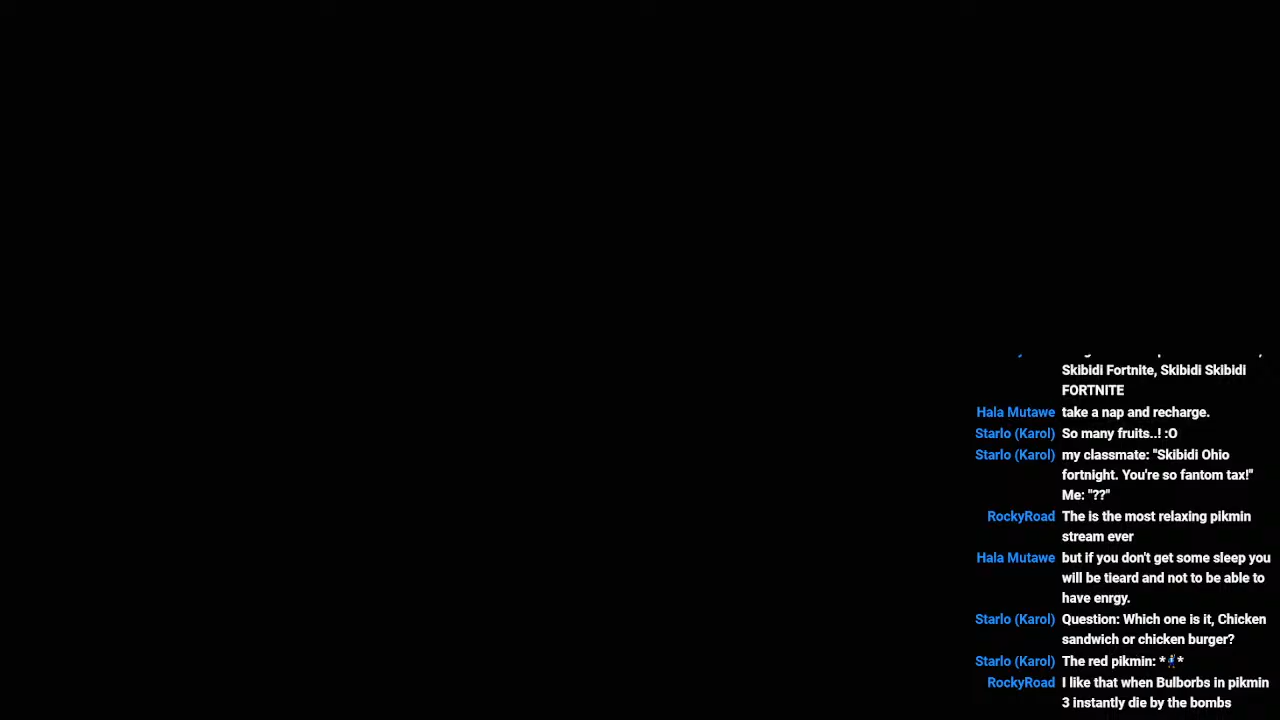 Skibidi Fortnite, Skibidi Skibidi
FORTNITE
Hala Mutawe take a nap and recharge.
Starlo (Karol) So many fruits..! :O
Starlo (Karol) my classmate: "Skibidi Ohio
fortnight. You're so fantom tax!"
Me: "??"
RockyRoad The is the most relaxing pikmin
stream ever
Hala Mutawe but if you don't get some sleep you
will be tieard and not to be able to
have enrgy.
Starlo (Karol) Question: Which one is it, Chicken
sandwich or chicken burger?
Starlo (Karol) The red pikmin: **
RockyRoad I like that when Bulborbs in pikmin
3 instantly die by the bombs